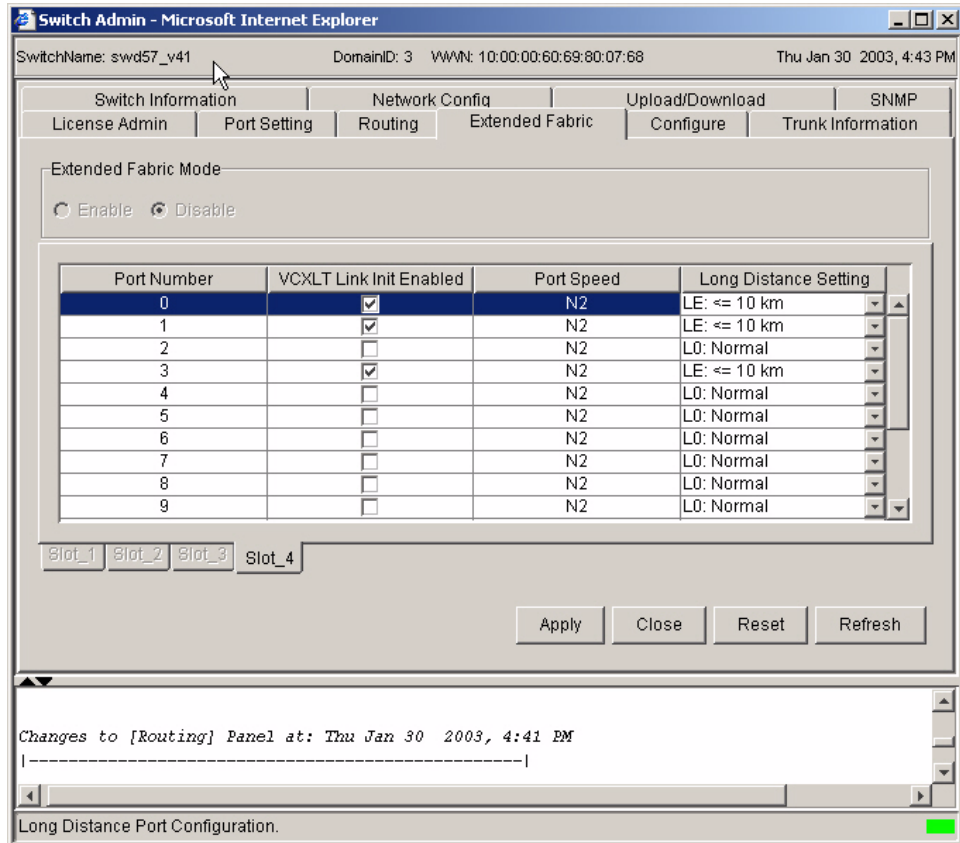 Switch Admin - Microsoft Internet Explorer
SwitchName: swd57_v41 DomainID: 3 WWN: 10:00:00:60:69:80:07:68 Thu Jan 30 2003, 4:43 PM
Switch Information Network Config Upload/Download SNMP
License Admin Port Setting Routing Extended Fabric Configure Trunk Information
Extended Fabric Mode
Enable Disable
Port Number VCXLT Link Init Enabled Port Speed Long Distance Setting
0 N2 LE: <= 10 km
1 N2 LE: <= 10 km
2 N2 L0: Normal
3 N2 LE: <= 10 km
4 N2 L0: Normal
5 N2 L0: Normal
6 N2 L0: Normal
7 N2 L0: Normal
8 N2 L0: Normal
9 N2 L0: Normal
Slot_1 Slot_2 Slot_3 Slot_4
Apply Close Reset Refresh
Changes to [Routing] Panel at: Thu Jan 30 2003, 4:41 PM
|--------------------------------------------------|
Long Distance Port Configuration.